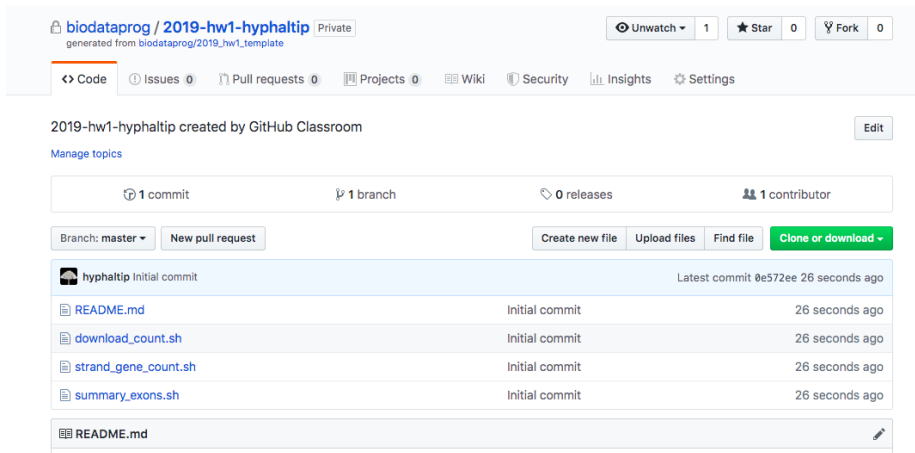 biodataprog / 2019-hw1-hyphaltip Private
Unwatch 1 Star 0 Fork 0
generated from biodataprog/2019_hw1_template
Code Issues 0 Pull requests 0 Projects 0 Wiki Security Insights Settings
2019-hw1-hyphaltip created by GitHub Classroom Edit
Manage topics
1 commit 1 branch 0 releases 1 contributor
Branch: master New pull request Create new file Upload files Find file Clone or download
hyphaltip Initial commit Latest commit 0e572ee 26 seconds ago
README.md Initial commit 26 seconds ago
download_count.sh Initial commit 26 seconds ago
strand_gene_count.sh Initial commit 26 seconds ago
summary_exons.sh Initial commit 26 seconds ago
README.md